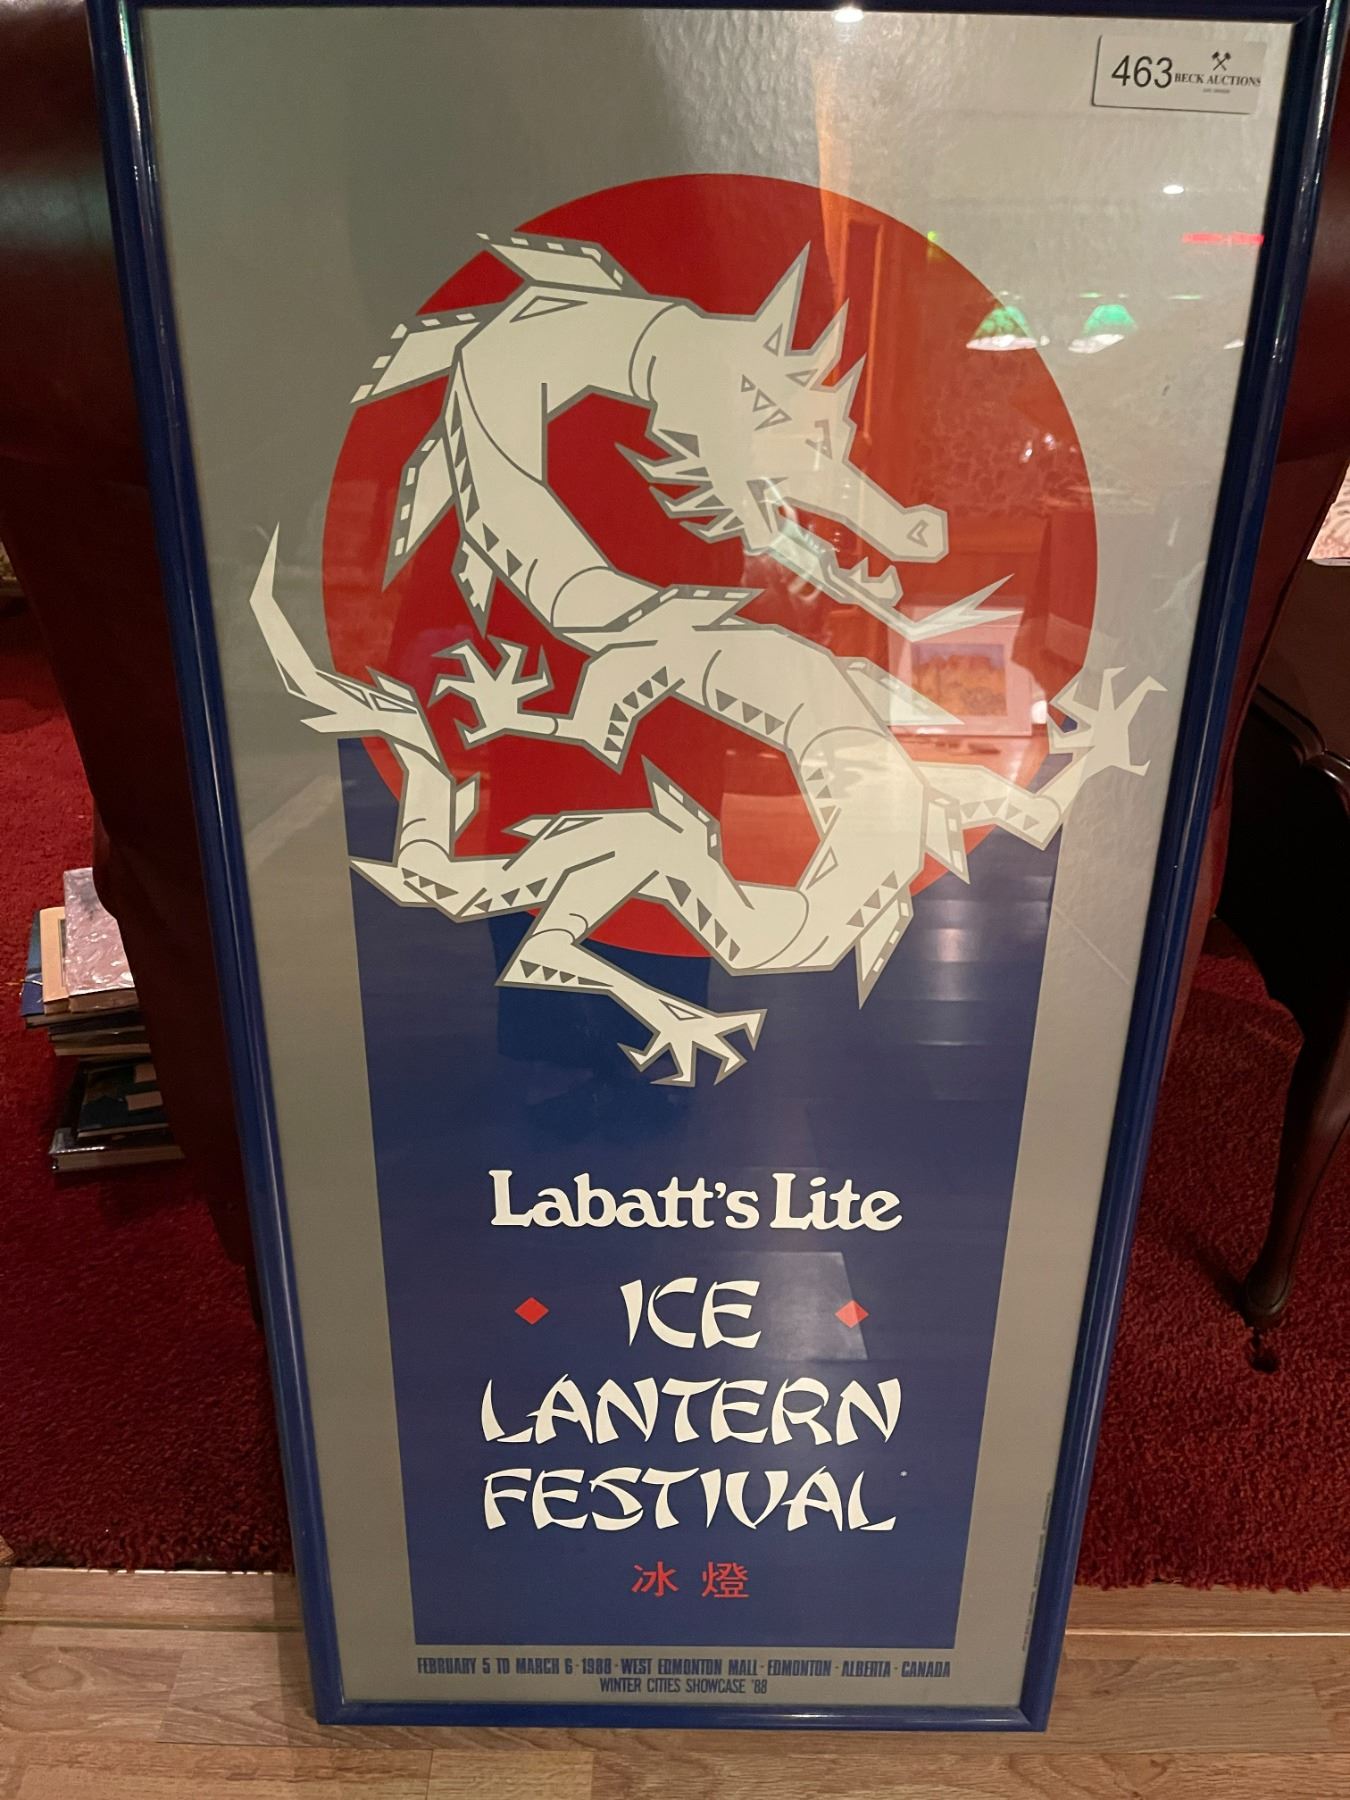 463 BECK AUCTIONS
Labatt's Lite
ICE
LANTERN
FESTIVAL
冰燈
FEBRUARY 5 TO MARCH 6 · 1988 · WEST EDMONTON MALL · EDMONTON · ALBERTA · CANADA
WINTER CITIES SHOWCASE '88